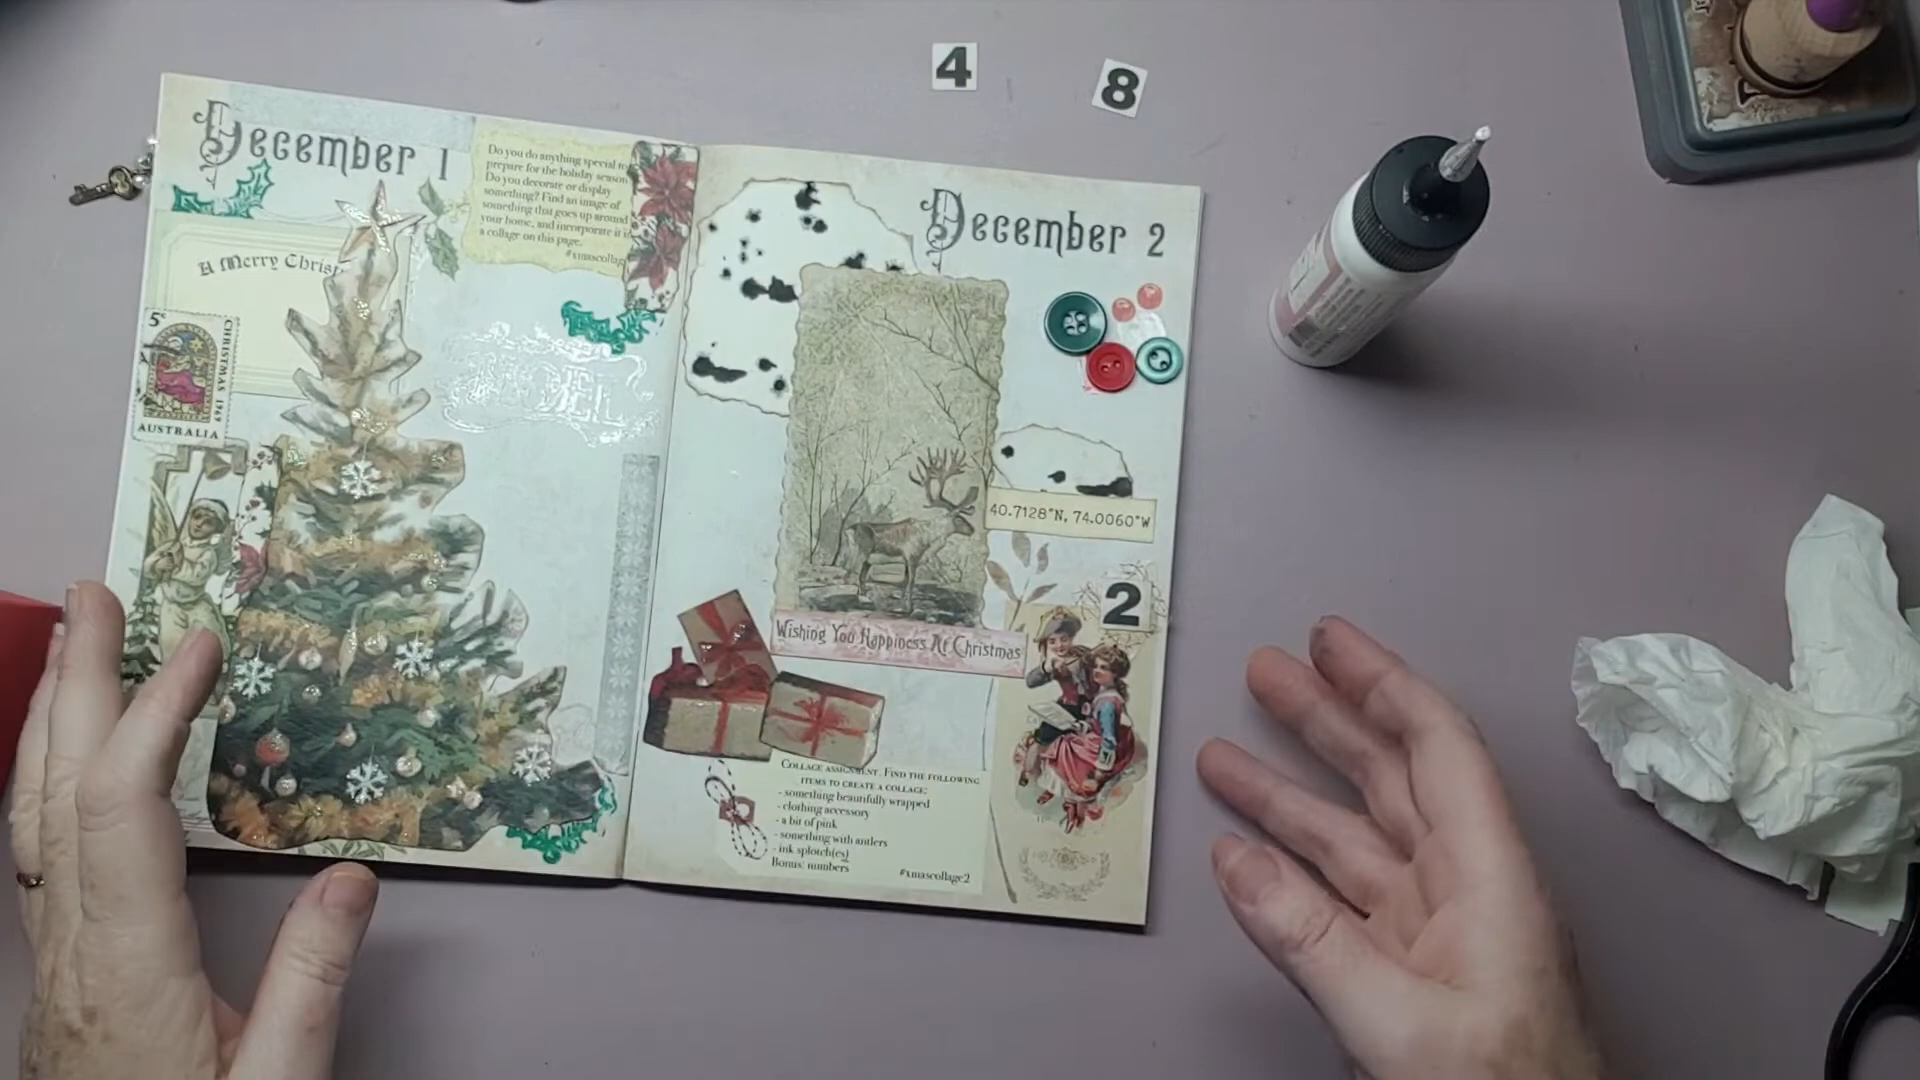 4
8
December 1
Do you do anything special to
prepare for the holiday season
Do you decorate or display
something? Find an image of
something that goes up around
your home, and incorporate it in
a collage on this page.
#xmascollag
A Merry Christ
5c
CHRISTMAS 1969
AUSTRALIA
NOEL
December 2
40.7128°N, 74.0060°W
2
Wishing You Happiness At Christmas
COLLAGE ASSIGNMENT. FIND THE FOLLOWING
ITEMS TO CREATE A COLLAGE:
- something beautifully wrapped
- clothing accessory
- a bit of pink
- something with antlers
- ink splotch(es)
Bonus: numbers
#xmascollage2